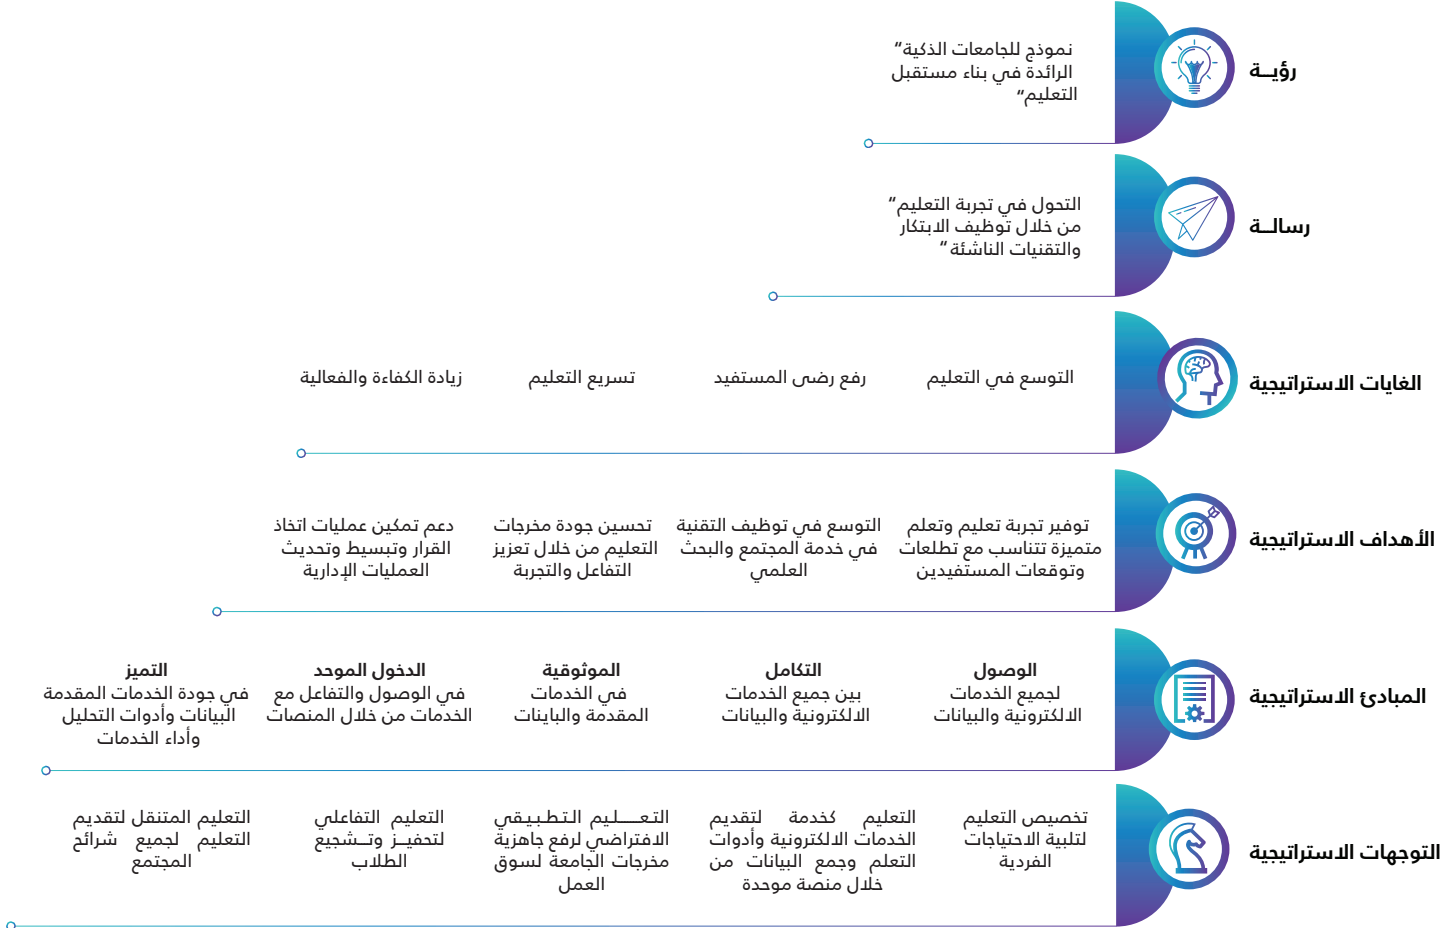 رؤيــة
نموذج للجامعات الذكية“
الرائدة في بناء مستقبل
التعليم”
رسالــة
التحول في تجربة التعليم“
من خلال توظيف الابتكار
والتقنيات الناشئة“
الغايات الاستراتيجية
التوسع في التعليم
رفع رضى المستفيد
تسريع التعليم
زيادة الكفاءة والفعالية
الأهداف الاستراتيجية
توفير تجربة تعليم وتعلم
متميزة تتناسب مع تطلعات
وتوقعات المستفيدين
التوسع في توظيف التقنية
في خدمة المجتمع والبحث
العلمي
تحسين جودة مخرجات
التعليم من خلال تعزيز
التفاعل والتجربة
دعم تمكين عمليات اتخاذ
القرار وتبسيط وتحديث
العمليات الإدارية
المبادئ الاستراتيجية
الوصول
لجميع الخدمات
الالكترونية والبيانات
التكامل
بين جميع الخدمات
الالكترونية والبيانات
الموثوقية
في الخدمات
المقدمة والباينات
الدخول الموحد
في الوصول والتفاعل مع
الخدمات من خلال المنصات
التميز
في جودة الخدمات المقدمة
البيانات وأدوات التحليل
وأداء الخدمات
التوجهات الاستراتيجية
تخصيص التعليم
لتلبية الاحتياجات
الفردية
التعليم كخدمة لتقديم
الخدمات الالكترونية وأدوات
التعلم وجمع البيانات من
خلال منصة موحدة
التعــــليم التطبيقي
الافتراضي لرفع جاهزية
مخرجات الجامعة لسوق
العمل
التعليم التفاعلي
لتحفيــز وتــشجيع
الطلاب
التعليم المتنقل لتقديم
التعليم لجميع شرائح
المجتمع